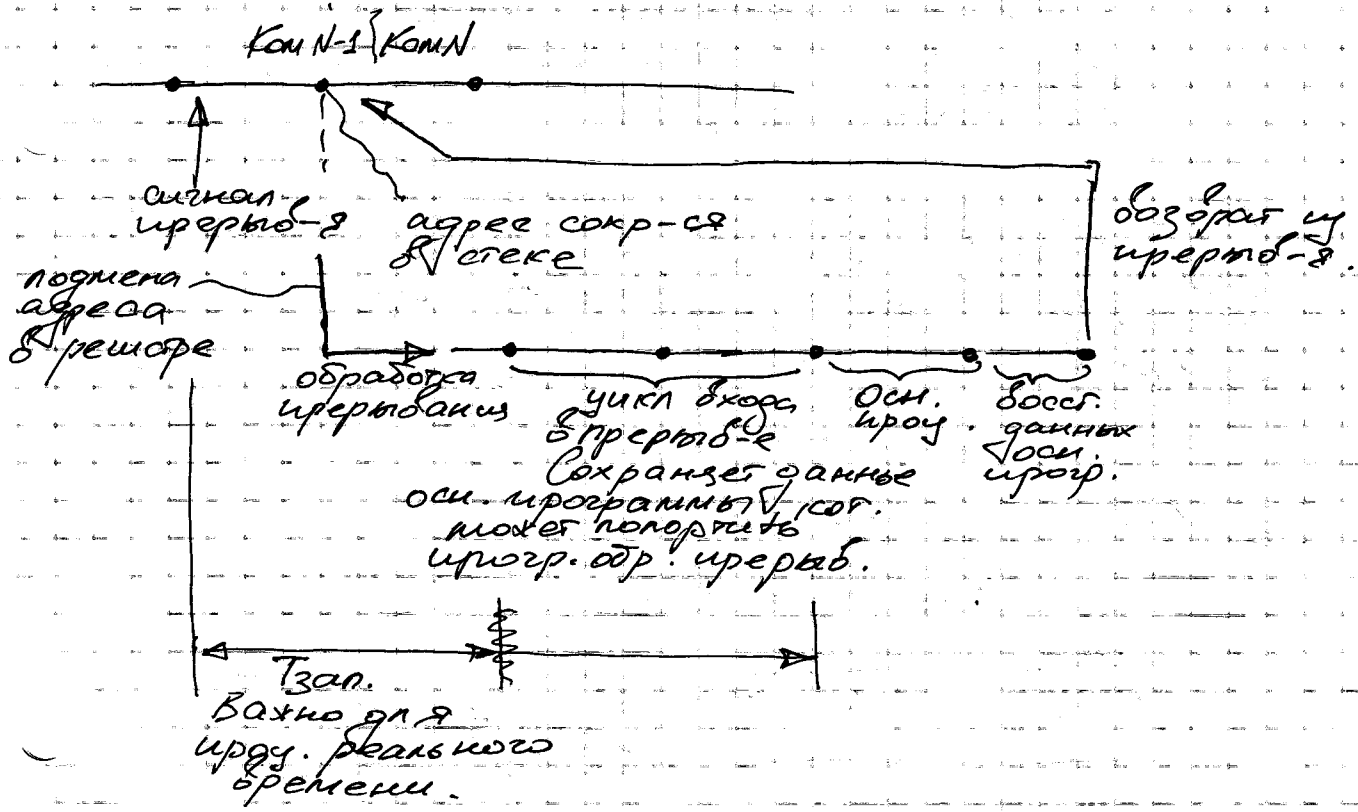 Ком N-1 } Ком N
сигнал
прерыв-я
адрес сохр-ся
в стеке
возврат из
прерыв-я.
подмена
адреса
в регистре
обработка
прерывания
цикл входа
в прерыв-е
Сохраняет данные
осн. программы, кот.
может попортить
прогр. обр. прерыв.
осн.
проц.
восст.
данных
осн.
прогр.
Tзап.
Важно для
проц. реального
времени.